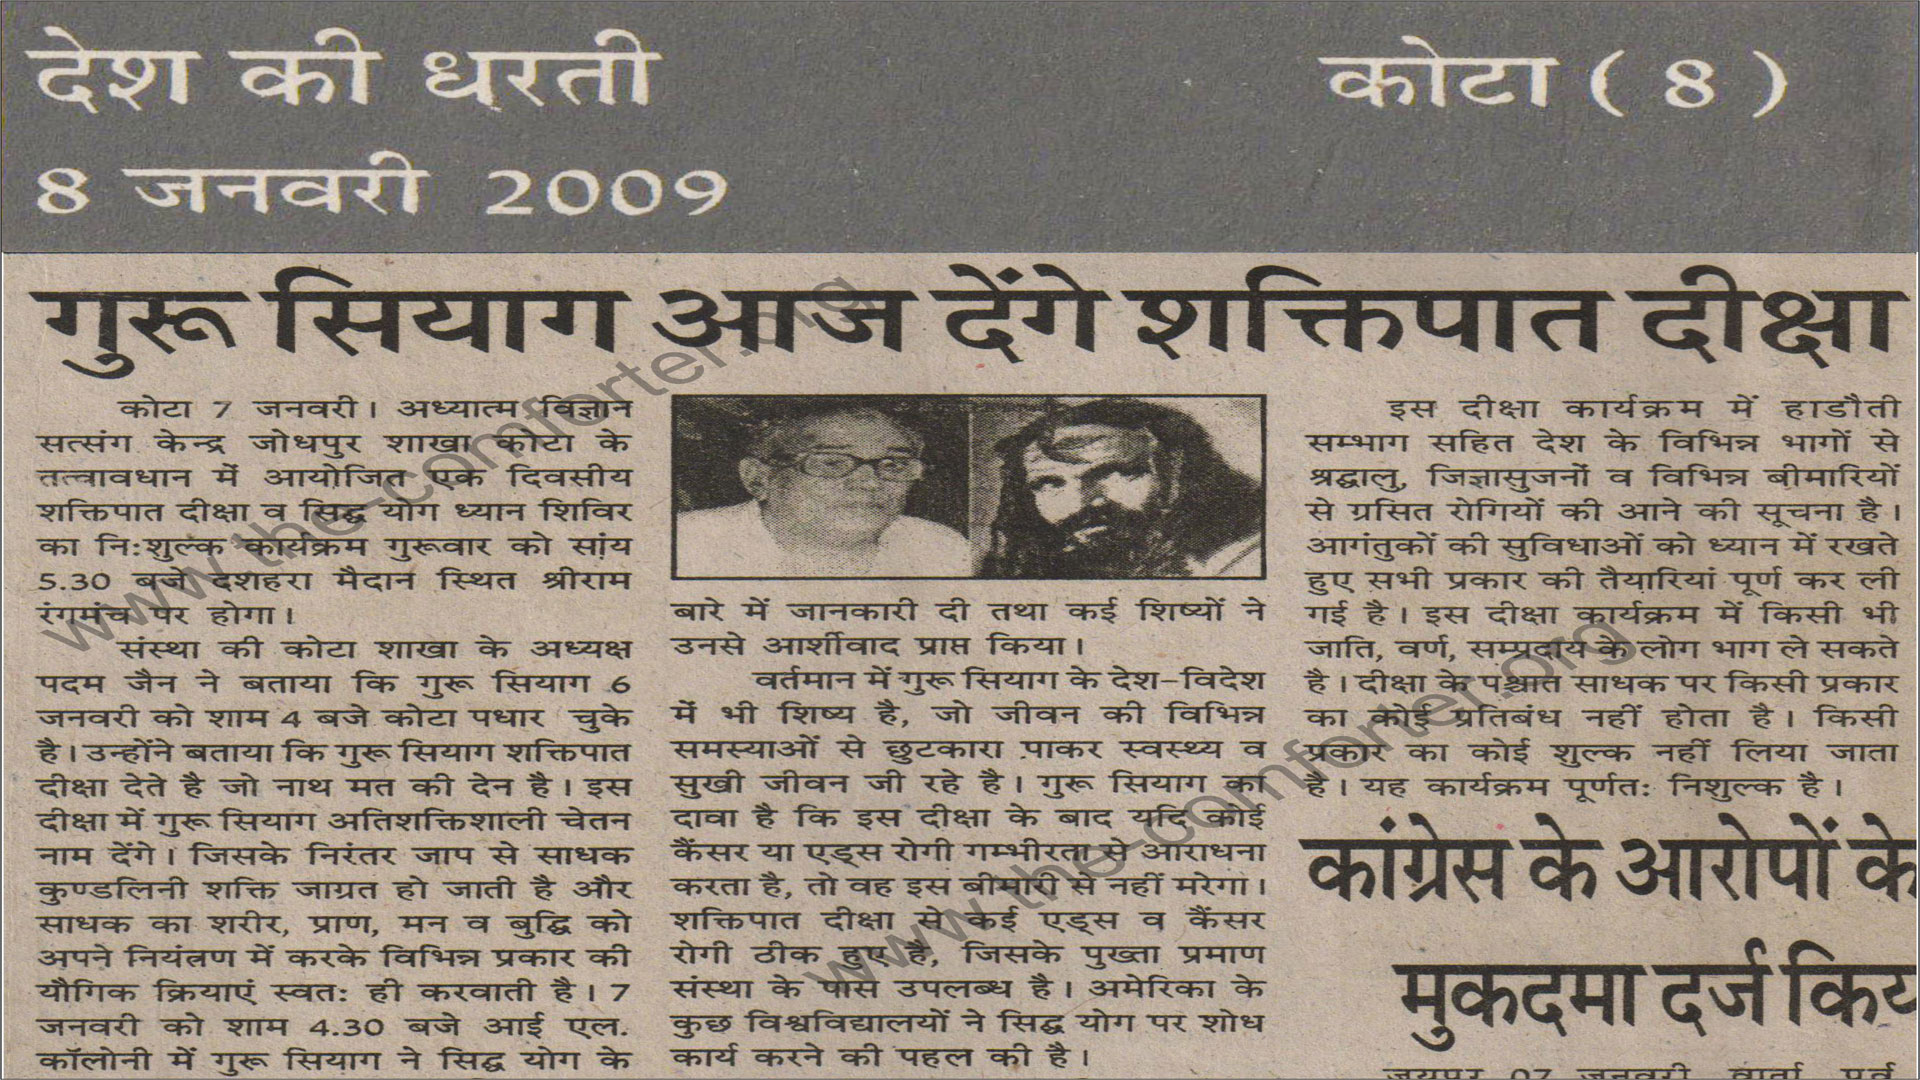 देश की धरती
कोटा ( 8 )
8 जनवरी 2009
गुरू सियाग आज देंगे शक्तिपात दीक्षा
कोटा 7 जनवरी। अध्यात्म विज्ञान
सत्संग केन्द्र जोधपुर शाखा कोटा के
तत्वावधान में आयोजित एक दिवसीय
शक्तिपात दीक्षा व सिद्ध योग ध्यान शिविर
का नि:शुल्क कार्यक्रम गुरूवार को सांय
5.30 बजे दशहरा मैदान स्थित श्रीराम
रंगमंच पर होगा।
संस्था की कोटा शाखा के अध्यक्ष
पदम जैन ने बताया कि गुरू सियाग 6
जनवरी को शाम 4 बजे कोटा पधार चुके
है। उन्होंने बताया कि गुरू सियाग शक्तिपात
दीक्षा देते है जो नाथ मत की देन है। इस
दीक्षा में गुरू सियाग अतिशक्तिशाली चेतन
नाम देंगे। जिसके निरंतर जाप से साधक
कुण्डलिनी शक्ति जाग्रत हो जाती है और
साधक का शरीर, प्राण, मन व बुद्धि को
अपने नियंत्रण में करके विभिन्न प्रकार की
यौगिक क्रियाएं स्वत: ही करवाती है। 7
जनवरी को शाम 4.30 बजे आई एल.
कॉलोनी में गुरू सियाग ने सिद्ध योग के
बारे में जानकारी दी तथा कई शिष्यों ने
उनसे आर्शीवाद प्राप्त किया।
वर्तमान में गुरू सियाग के देश-विदेश
में भी शिष्य है, जो जीवन की विभिन्न
समस्याओं से छुटकारा पाकर स्वस्थ्य व
सुखी जीवन जी रहे है। गुरू सियाग का
दावा है कि इस दीक्षा के बाद यदि कोई
कैंसर या एड्स रोगी गम्भीरता से आराधना
करता है, तो वह इस बीमारी से नहीं मरेगा।
शक्तिपात दीक्षा से कई एड्स व कैंसर
रोगी ठीक हुए है, जिसके पुख्ता प्रमाण
संस्था के पास उपलब्ध है। अमेरिका के
कुछ विश्वविद्यालयों ने सिद्ध योग पर शोध
कार्य करने की पहल की है।
इस दीक्षा कार्यक्रम में हाडौती
सम्भाग सहित देश के विभिन्न भागों से
श्रद्धालु, जिज्ञासुजनों व विभिन्न बीमारियों
से ग्रसित रोगियों की आने की सूचना है।
आगंतुकों की सुविधाओं को ध्यान में रखते
हुए सभी प्रकार की तैयारियां पूर्ण कर ली
गई है। इस दीक्षा कार्यक्रम में किसी भी
जाति, वर्ण, सम्प्रदाय के लोग भाग ले सकते
है। दीक्षा के पश्चात साधक पर किसी प्रकार
का कोई प्रतिबंध नहीं होता है। किसी
प्रकार का कोई शुल्क नहीं लिया जाता
है। यह कार्यक्रम पूर्णत: निशुल्क है।
कांग्रेस के आरोपों के
मुकदमा दर्ज
जयपुर 07 जनवरी वार्ता पूर्व
www.the-comforter.org
www.the-comforter.org